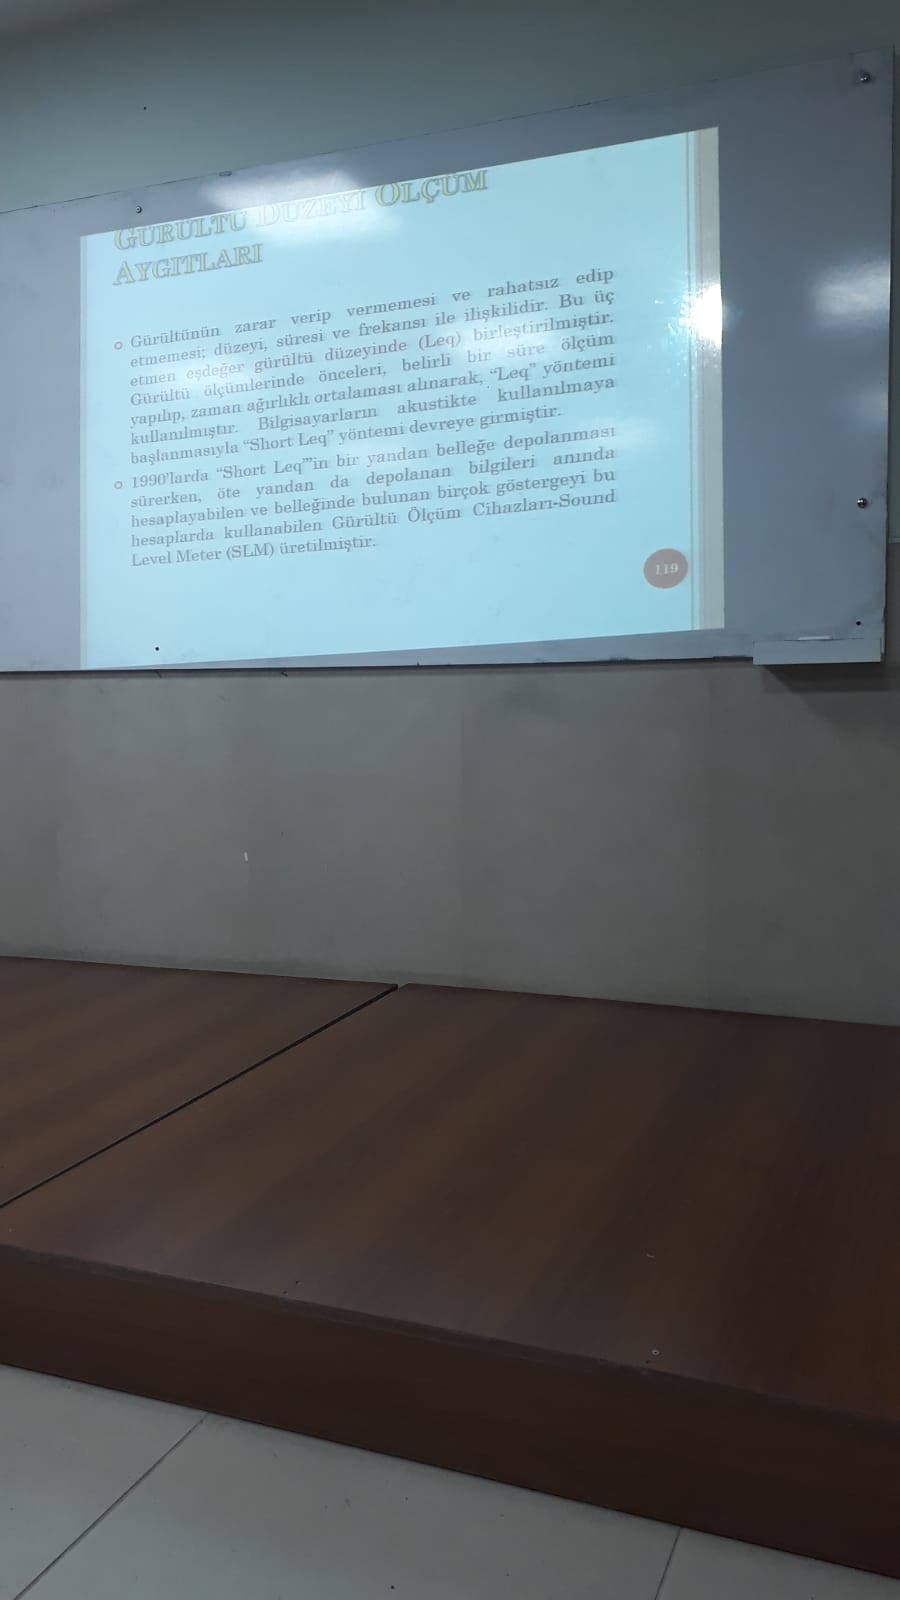 GÜRÜLTÜ DÜZEYİ ÖLÇÜM
AYGITLARI
Gürültünün zarar verip vermemesi ve rahatsız edip
etmemesi; düzeyi, süresi ve frekansı ile ilişkilidir. Bu üç
etmen eşdeğer gürültü düzeyinde (Leq) birleştirilmiştir.
Gürültü ölçümlerinde önceleri, belirli bir süre ölçüm
yapılıp, zaman ağırlıklı ortalaması alınarak, “Leq” yöntemi
kullanılmıştır. Bilgisayarların akustikte kullanılmaya
başlanmasıyla “Short Leq” yöntemi devreye girmiştir.
1990’larda “Short Leq”’in bir yandan belleğe depolanması
sürerken, öte yandan da depolanan bilgileri anında
hesaplayabilen ve belleğinde bulunan birçok göstergeyi bu
hesaplarda kullanabilen Gürültü Ölçüm Cihazları-Sound
Level Meter (SLM) üretilmiştir.
119